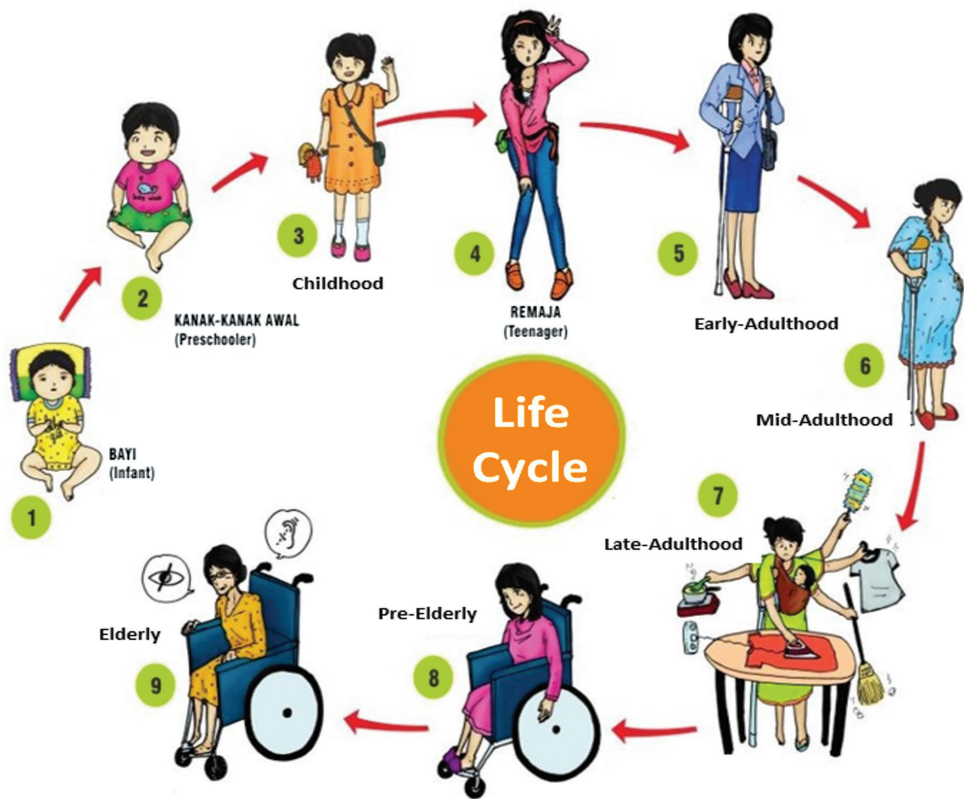 1
BAYI
(Infant)
2
KANAK-KANAK AWAL
(Preschooler)
3
Childhood
4
REMAJA
(Teenager)
5
Early-Adulthood
6
Mid-Adulthood
7
Late-Adulthood
8
Pre-Elderly
9
Elderly
Life
Cycle